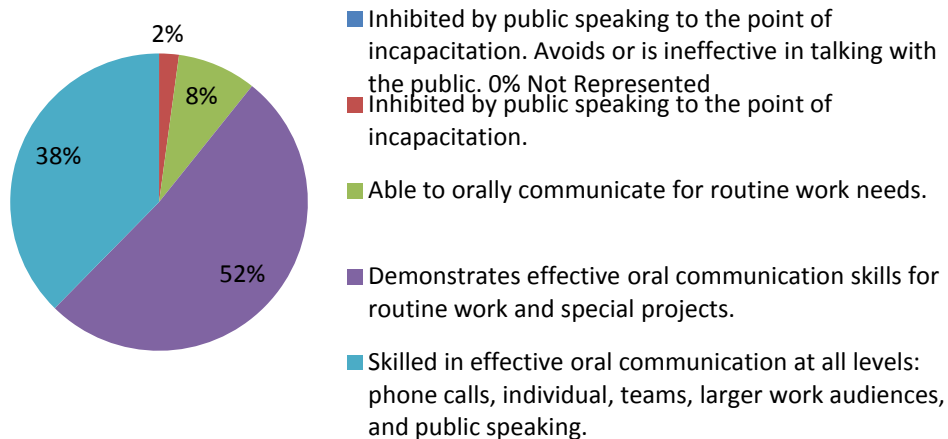 2%
8%
38%
52%
Inhibited by public speaking to the point of
incapacitation. Avoids or is ineffective in talking with
the public. 0% Not Represented
Inhibited by public speaking to the point of
incapacitation.
Able to orally communicate for routine work needs.
Demonstrates effective oral communication skills for
routine work and special projects.
Skilled in effective oral communication at all levels:
phone calls, individual, teams, larger work audiences,
and public speaking.